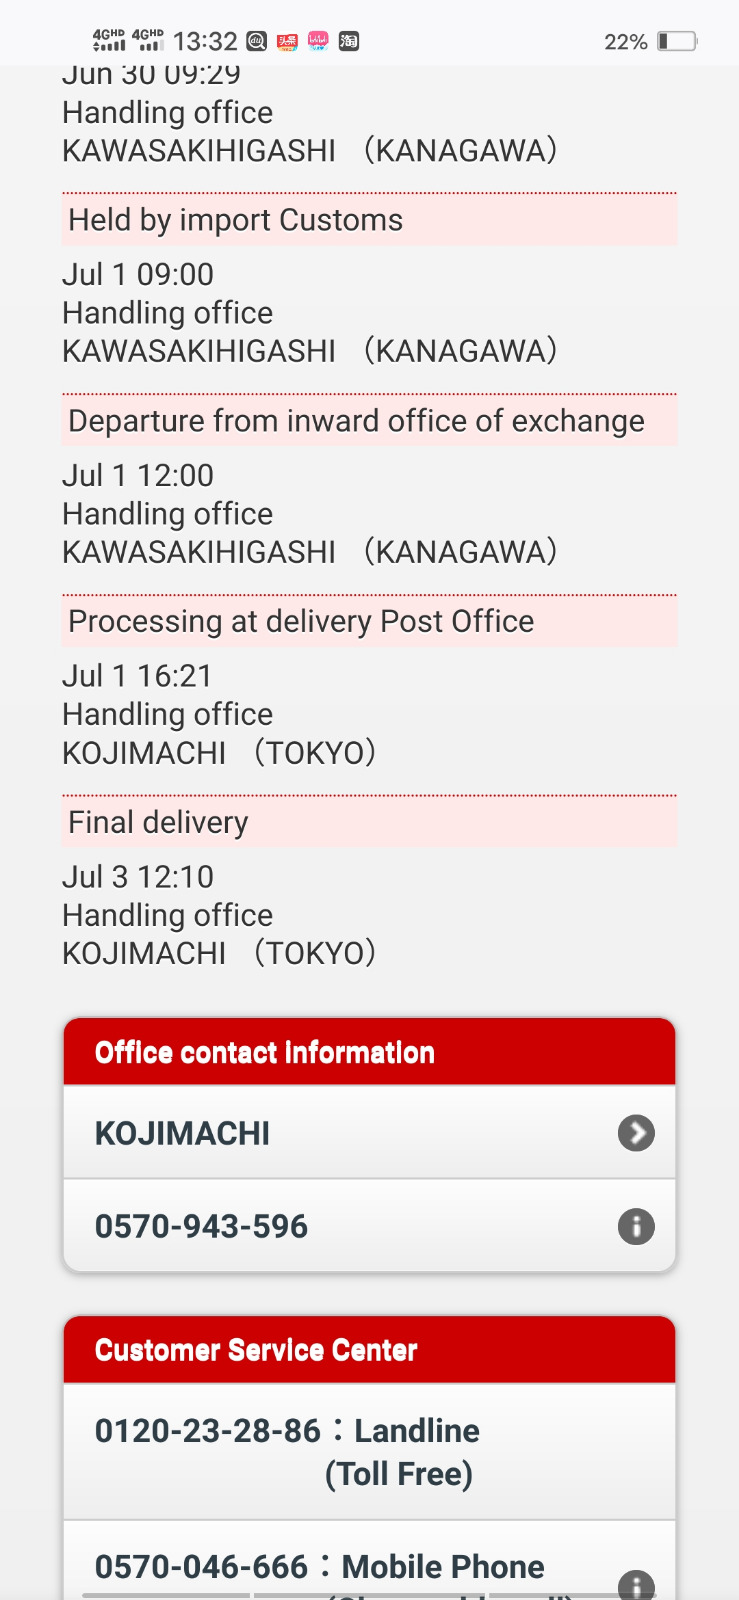 4GHD 4GHD 13:32 du 头条 淘 22%
Jun 30 09:29
Handling office
KAWASAKIHIGASHI （KANAGAWA）
Held by import Customs
Jul 1 09:00
Handling office
KAWASAKIHIGASHI （KANAGAWA）
Departure from inward office of exchange
Jul 1 12:00
Handling office
KAWASAKIHIGASHI （KANAGAWA）
Processing at delivery Post Office
Jul 1 16:21
Handling office
KOJIMACHI （TOKYO）
Final delivery
Jul 3 12:10
Handling office
KOJIMACHI （TOKYO）
Office contact information
KOJIMACHI
0570-943-596
Customer Service Center
0120-23-28-86：Landline
(Toll Free)
0570-046-666：Mobile Phone